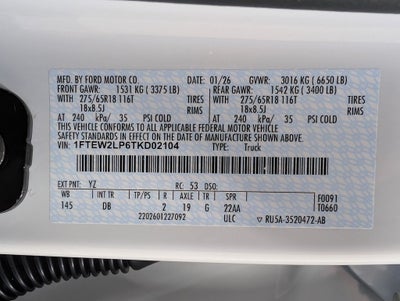 MFD. BY FORD MOTOR CO. DATE: 01/26 GVWR: 3016 KG ( 6650 LB)
FRONT GAWR: 1531 KG ( 3375 LB) REAR GAWR: 1542 KG ( 3400 LB)
WITH 275/65R18 116T TIRES WITH 275/65R18 116T TIRES
18x8.5J RIMS 18x8.5J RIMS
AT 240 kPa/ 35 PSI COLD AT 240 kPa/ 35 PSI COLD
THIS VEHICLE CONFORMS TO ALL APPLICABLE FEDERAL MOTOR VEHICLE
SAFETY STANDARDS IN EFFECT ON THE DATE OF MANUFACTURE SHOWN ABOVE.
VIN: 1FTEW2LP6TKD02104 TYPE: Truck
EXT PNT: YZ RC: 53 DSO: F0091
WB INT TR TP/PS R AXLE TR SPR T0660
145 DB 2 19 G 22AA
2202601227092 ULC RU5A-3520472-AB